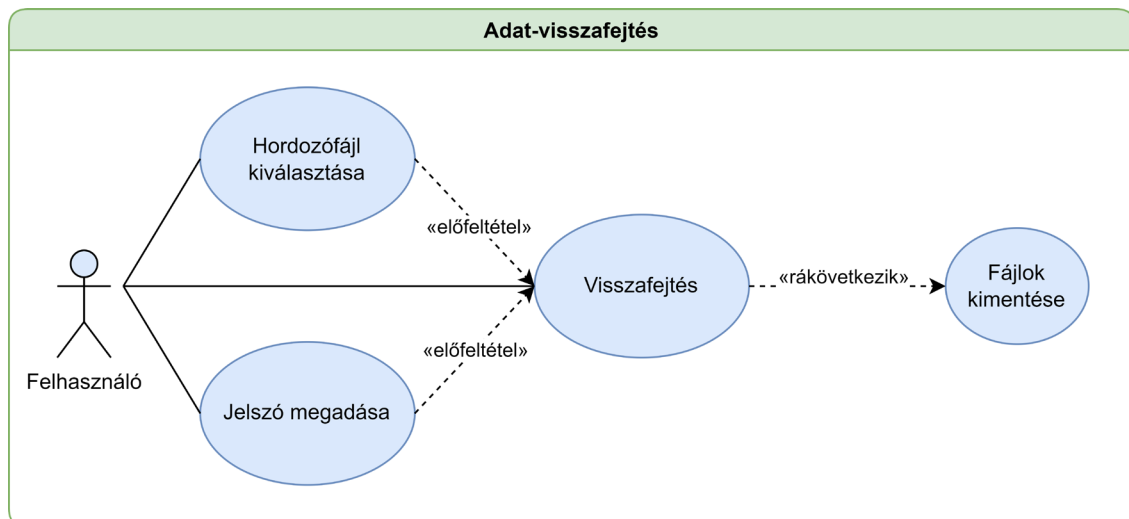 Adat-visszafejtés
Hordozófájl
kiválasztása
«előfeltétel»
Visszafejtés
«rákövetkezik»
Fájlok
kimentése
«előfeltétel»
Felhasználó
Jelszó megadása